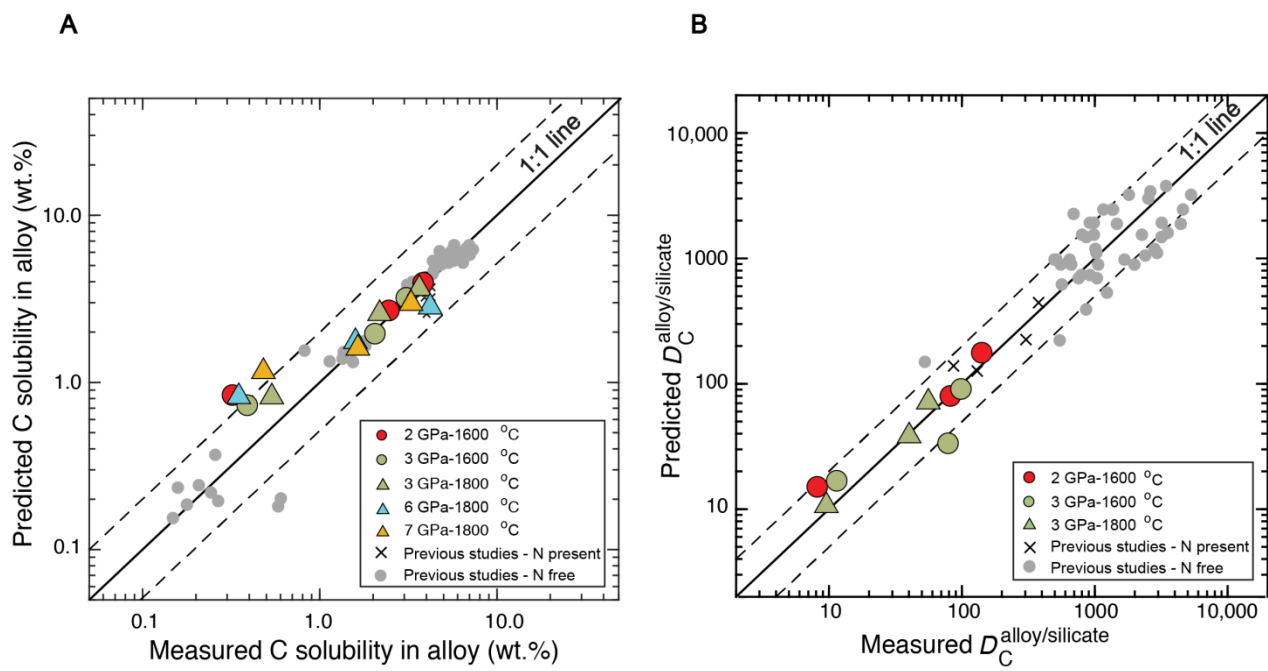 A
10.0
1.0
0.1
Predicted C solubility in alloy (wt.%)
1:1 line
2 GPa-1600 °C
3 GPa-1600 °C
3 GPa-1800 °C
6 GPa-1800 °C
7 GPa-1800 °C
Previous studies - N present
Previous studies - N free
0.1 1.0 10.0
Measured C solubility in alloy (wt.%)
B
10,000
1000
100
10
Predicted D_C^alloy/silicate
1:1 line
2 GPa-1600 °C
3 GPa-1600 °C
3 GPa-1800 °C
Previous studies - N present
Previous studies - N free
10 100 1000 10,000
Measured D_C^alloy/silicate